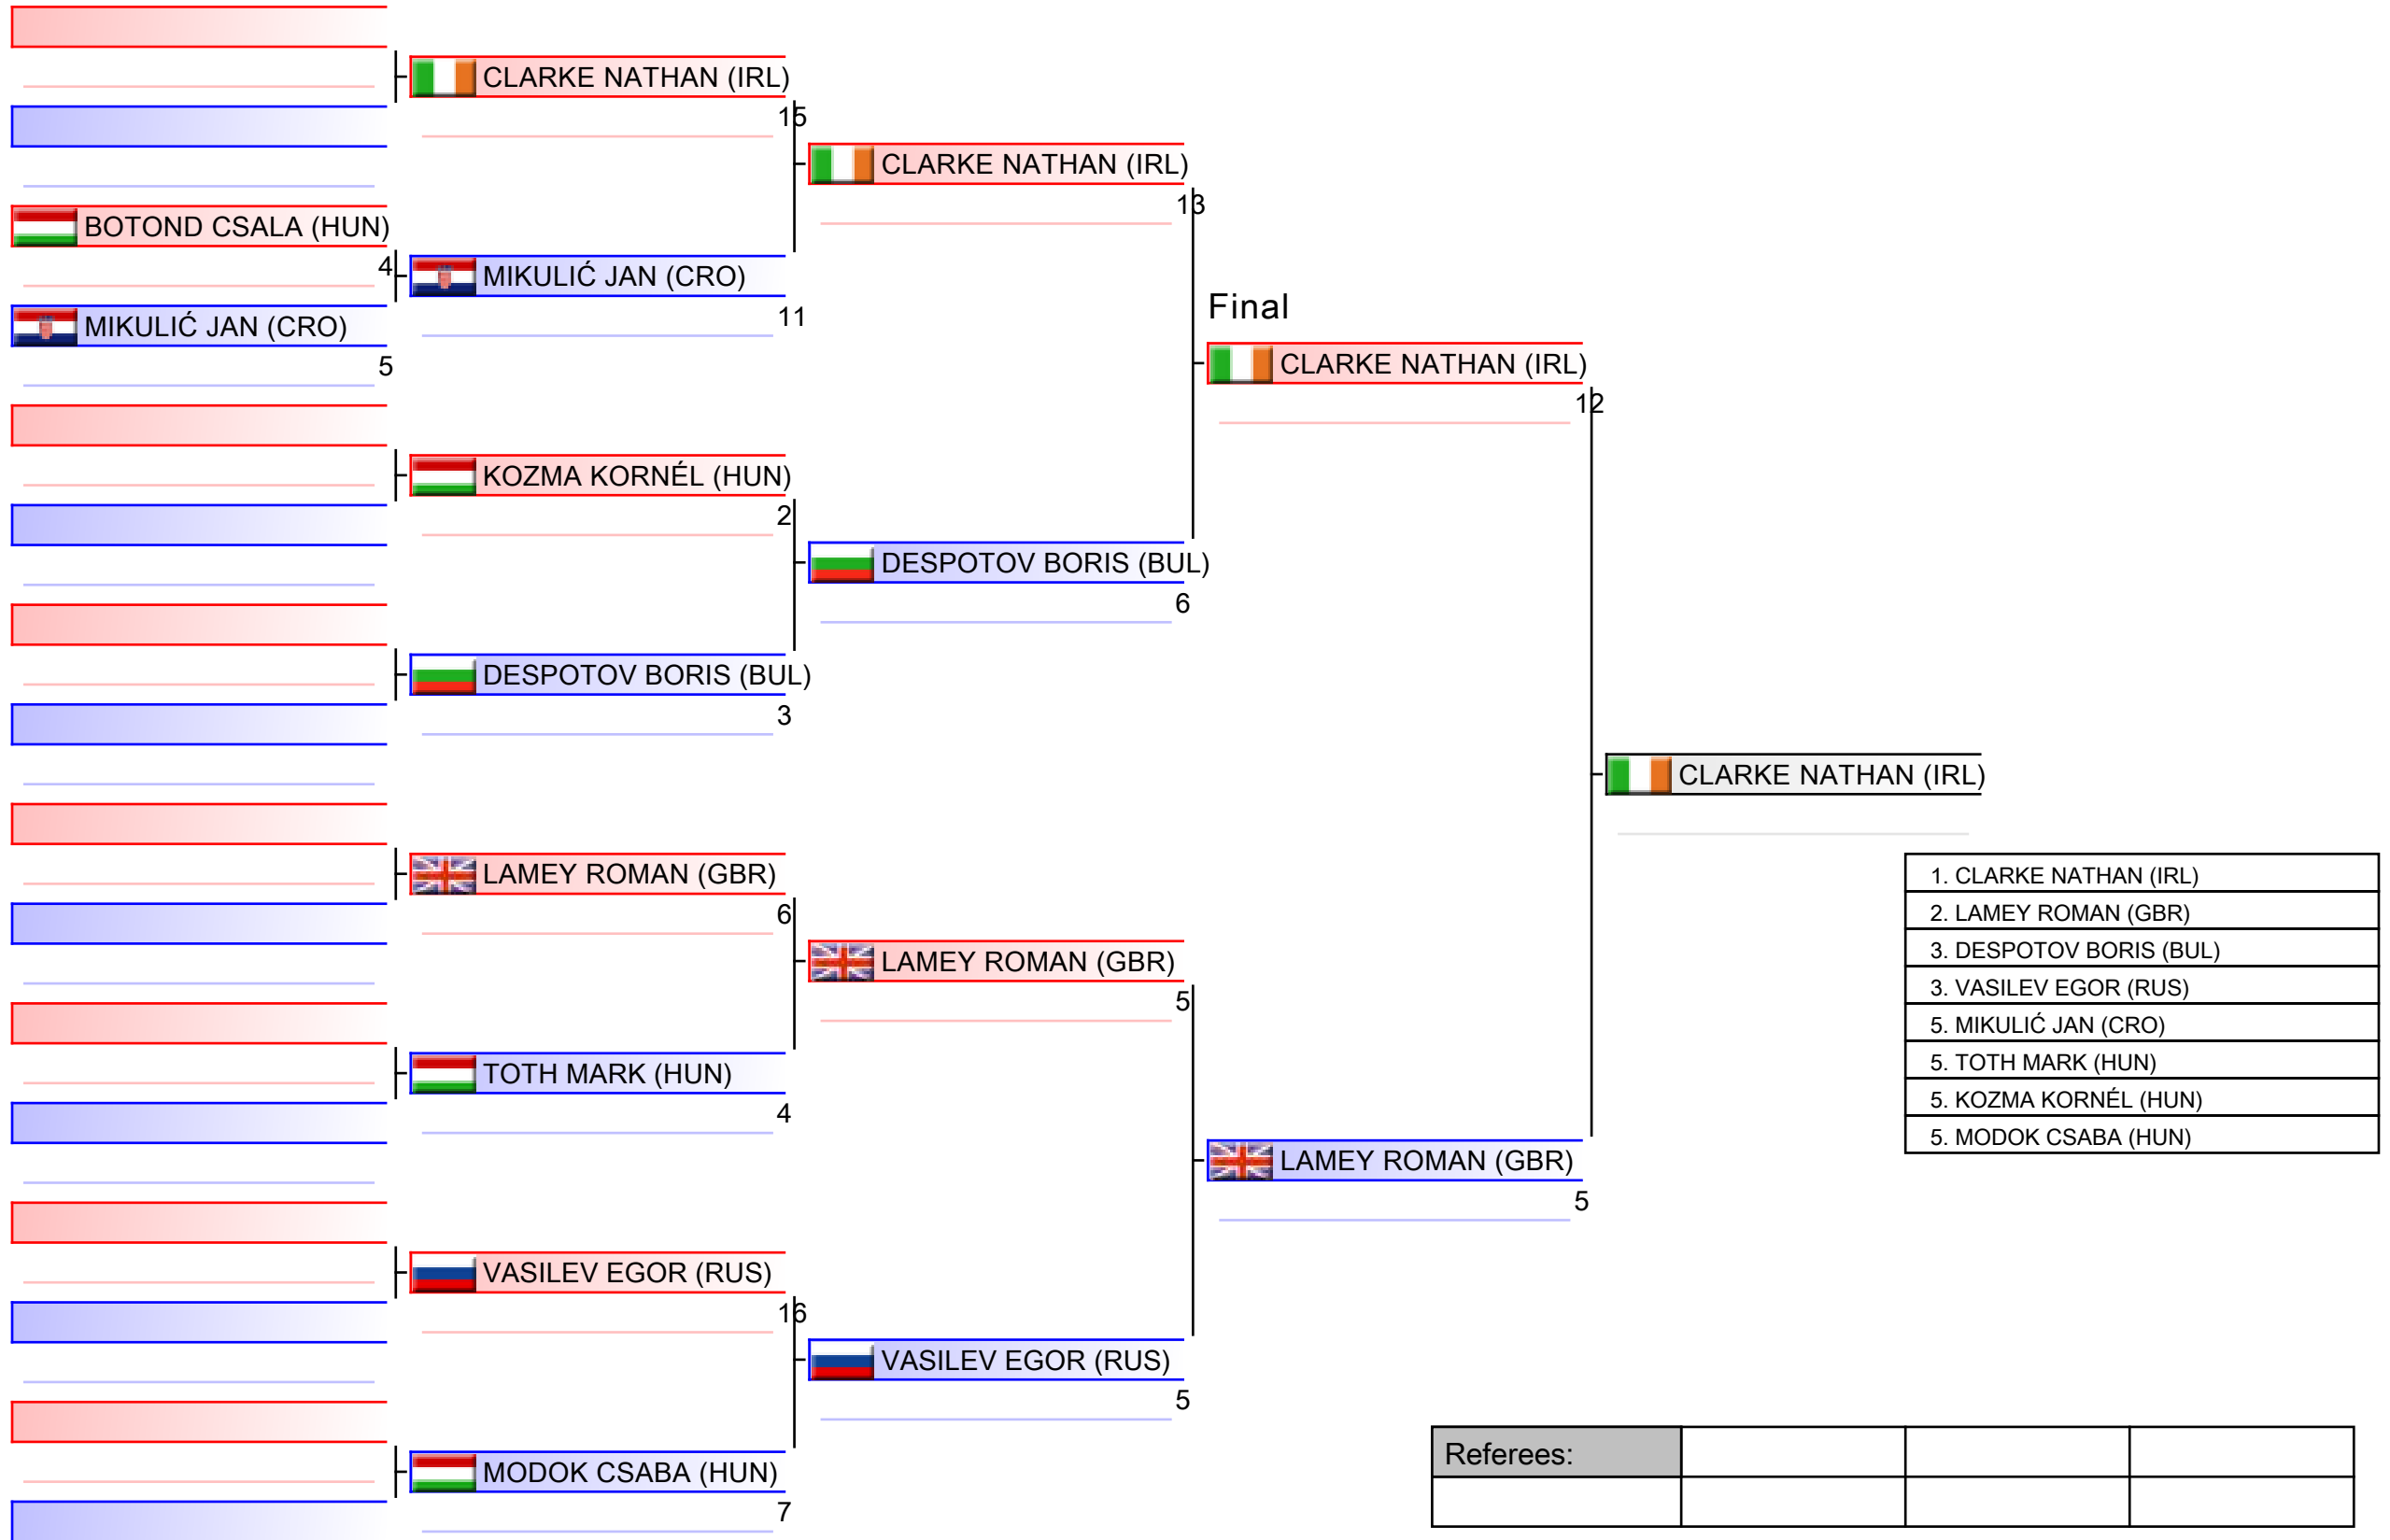 CLARKE NATHAN (IRL)
15
CLARKE NATHAN (IRL)
13
BOTOND CSALA (HUN)
4
MIKULIĆ JAN (CRO)
11
MIKULIĆ JAN (CRO)
5
Final
CLARKE NATHAN (IRL)
12
KOZMA KORNÉL (HUN)
2
DESPOTOV BORIS (BUL)
6
DESPOTOV BORIS (BUL)
3
CLARKE NATHAN (IRL)
LAMEY ROMAN (GBR)
6
LAMEY ROMAN (GBR)
5
TOTH MARK (HUN)
4
LAMEY ROMAN (GBR)
5
VASILEV EGOR (RUS)
16
VASILEV EGOR (RUS)
5
MODOK CSABA (HUN)
7
1. CLARKE NATHAN (IRL)
2. LAMEY ROMAN (GBR)
3. DESPOTOV BORIS (BUL)
3. VASILEV EGOR (RUS)
5. MIKULIĆ JAN (CRO)
5. TOTH MARK (HUN)
5. KOZMA KORNÉL (HUN)
5. MODOK CSABA (HUN)
Referees: